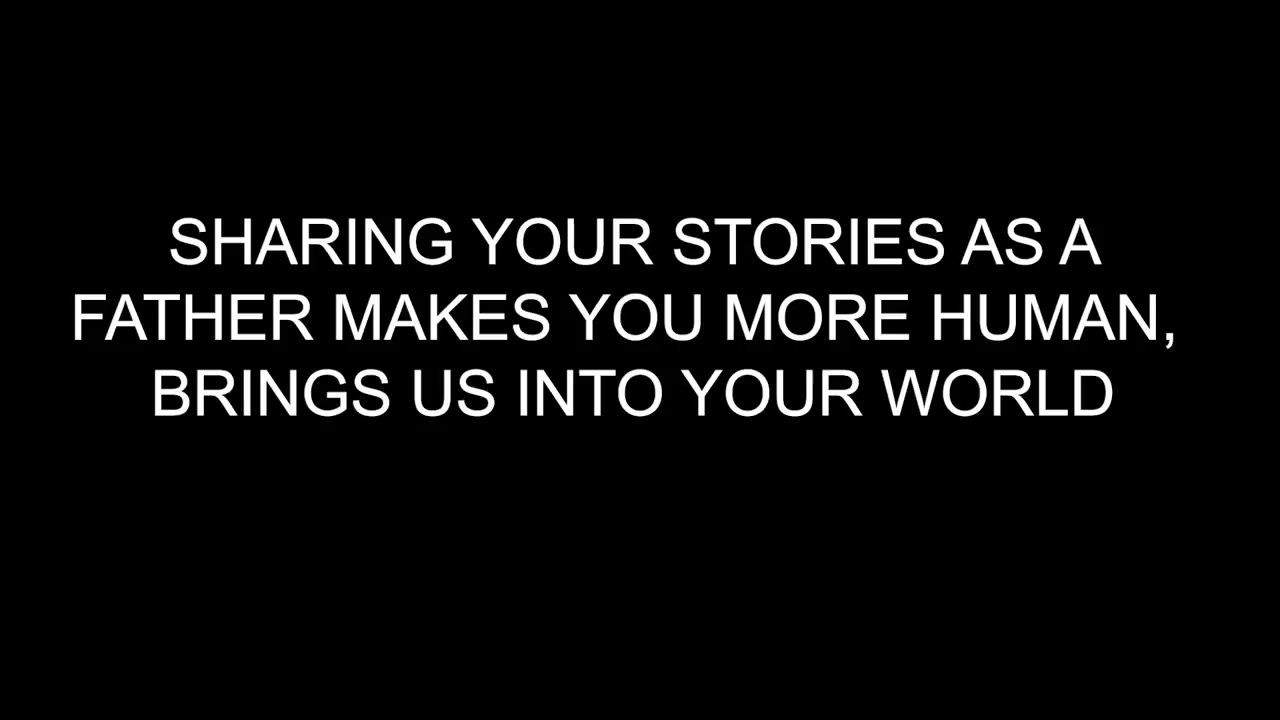 SHARING YOUR STORIES AS A
FATHER MAKES YOU MORE HUMAN,
BRINGS US INTO YOUR WORLD